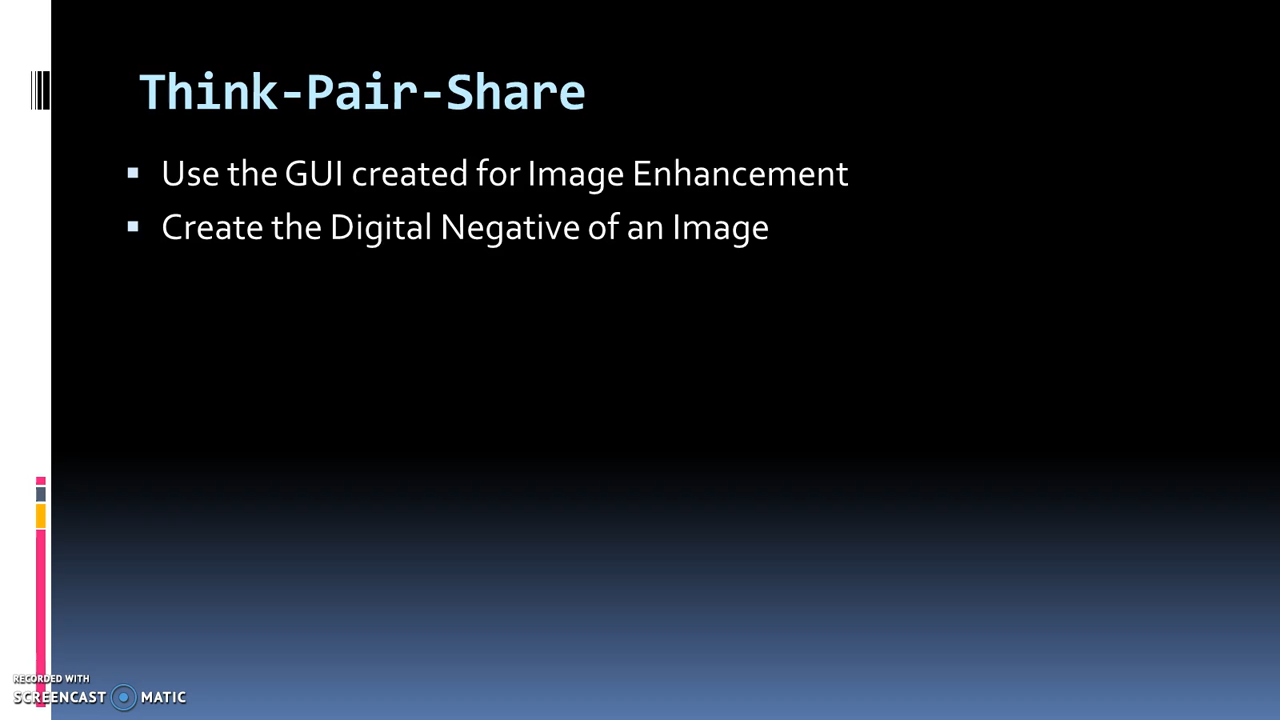 Think-Pair-Share
Use the GUI created for Image Enhancement
Create the Digital Negative of an Image
RECORDED WITH
SCREENCAST MATIC